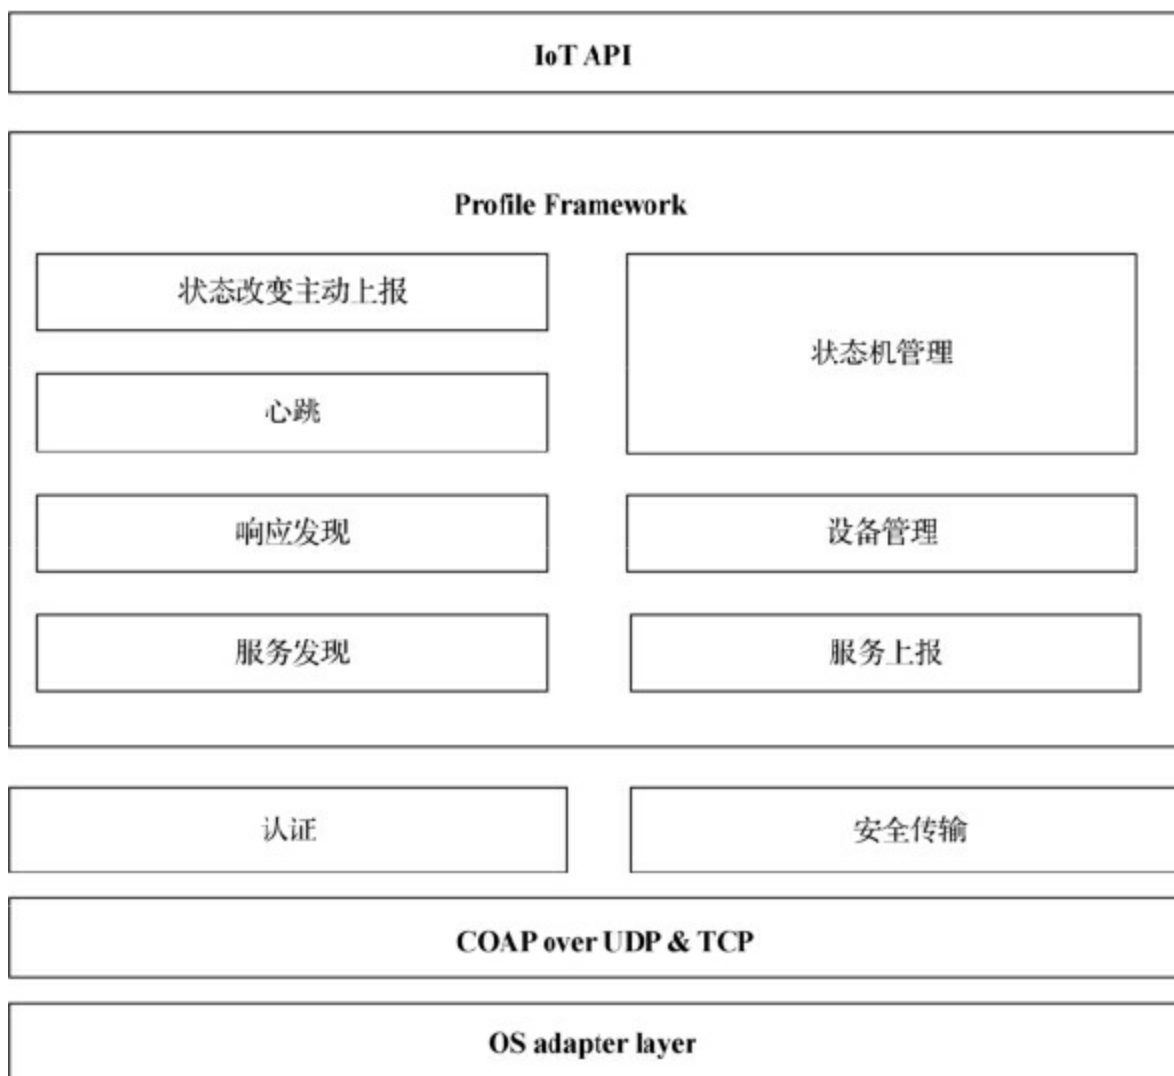 IoT API
Profile Framework
状态改变主动上报
状态机管理
心跳
响应发现
设备管理
服务发现
服务上报
认证
安全传输
COAP over UDP & TCP
OS adapter layer